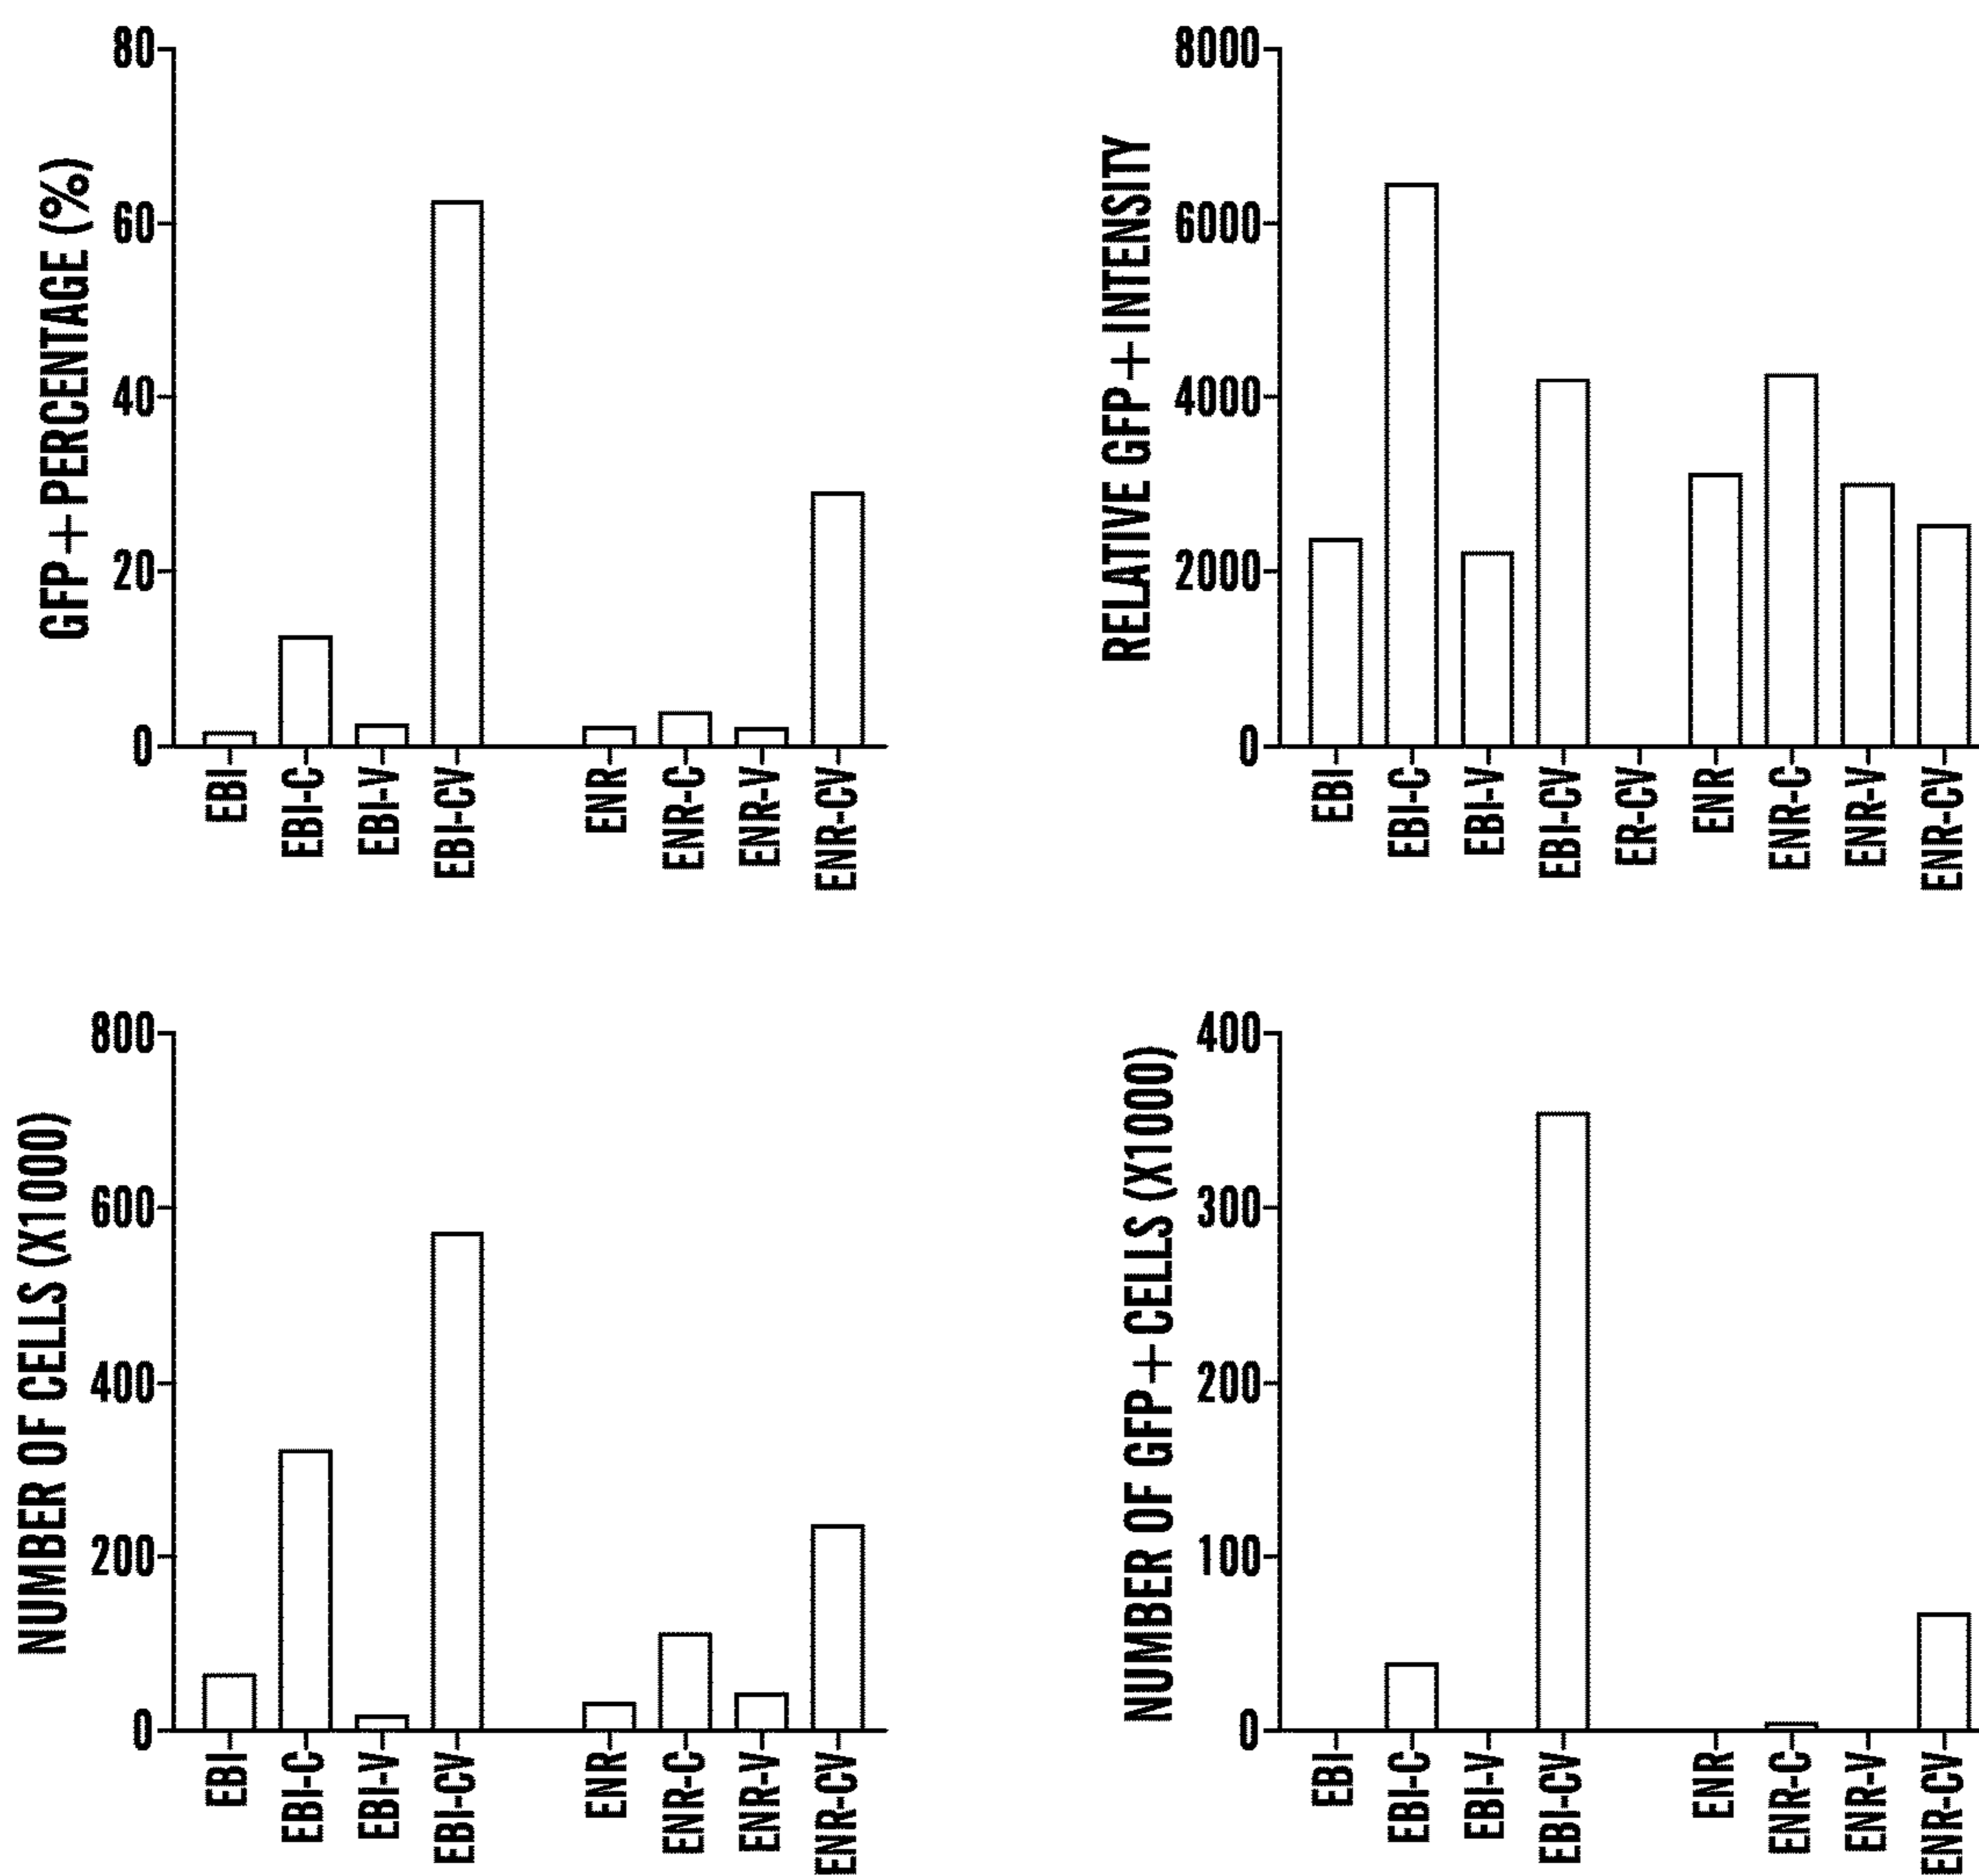 GFP+PERCENTAGE (%)
80
60
40
20
0
EBI
EBI-C
EBI-V
EBI-CV
ENR
ENR-C
ENR-V
ENR-CV
RELATIVE GFP+INTENSITY
8000
6000
4000
2000
0
EBI
EBI-C
EBI-V
EBI-CV
ER-CV
ENR
ENR-C
ENR-V
ENR-CV
NUMBER OF CELLS (X1000)
800
600
400
200
0
EBI
EBI-C
EBI-V
EBI-CV
ENR
ENR-C
ENR-V
ENR-CV
NUMBER OF GFP+CELLS (X1000)
400
300
200
100
0
EBI
EBI-C
EBI-V
EBI-CV
ENR
ENR-C
ENR-V
ENR-CV